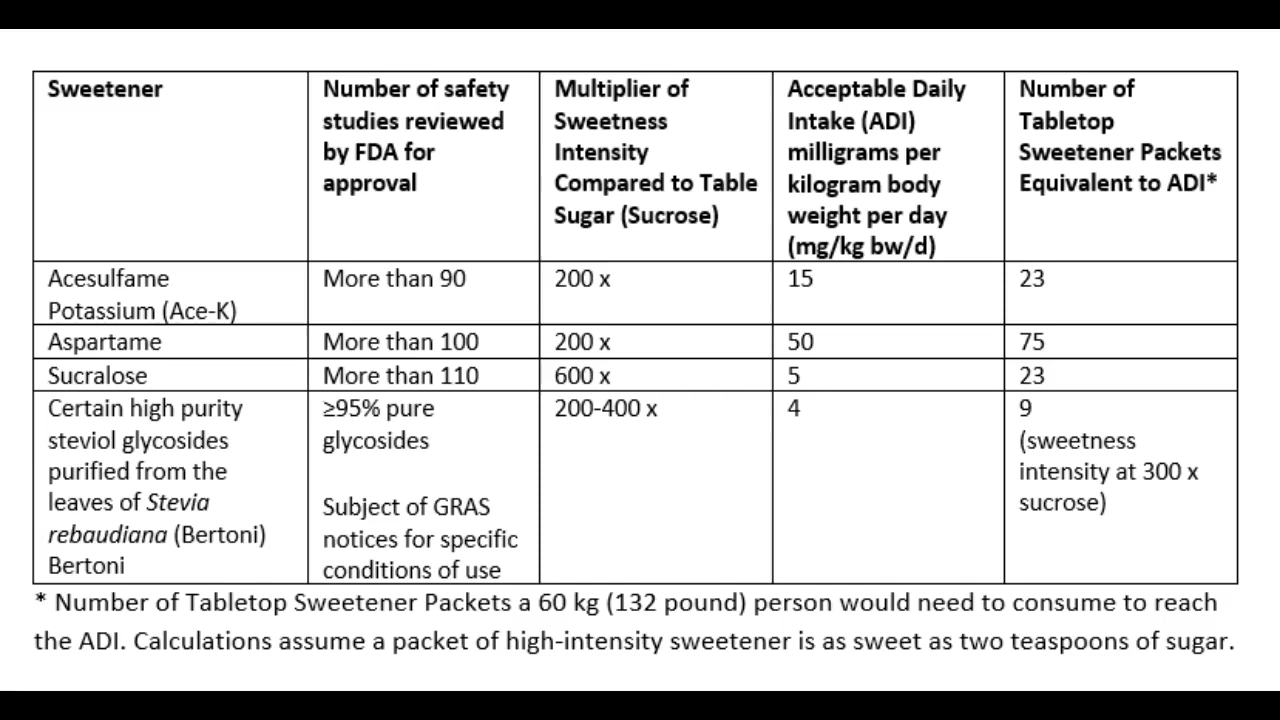 Sweetener
Number of safety
studies reviewed
by FDA for
approval
Multiplier of
Sweetness
Intensity
Compared to Table
Sugar (Sucrose)
Acceptable Daily
Intake (ADI)
milligrams per
kilogram body
weight per day
(mg/kg bw/d)
Number of
Tabletop
Sweetener Packets
Equivalent to ADI*
Acesulfame
Potassium (Ace-K)
More than 90
200 x
15
23
Aspartame
More than 100
200 x
50
75
Sucralose
More than 110
600 x
5
23
Certain high purity
steviol glycosides
purified from the
leaves of Stevia
rebaudiana (Bertoni)
Bertoni
≥95% pure
glycosides
Subject of GRAS
notices for specific
conditions of use
200-400 x
4
9
(sweetness
intensity at 300 x
sucrose)
* Number of Tabletop Sweetener Packets a 60 kg (132 pound) person would need to consume to reach
the ADI. Calculations assume a packet of high-intensity sweetener is as sweet as two teaspoons of sugar.